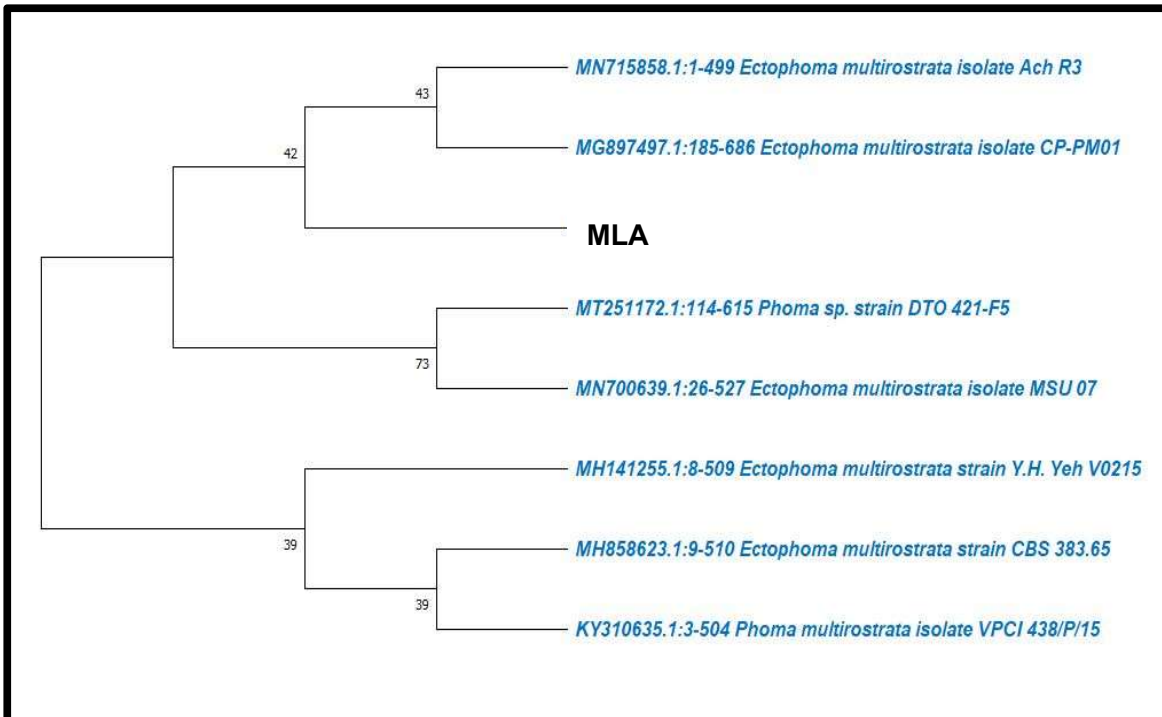 MN715858.1:1-499 Ectophoma multirostrata isolate Ach R3
43
MG897497.1:185-686 Ectophoma multirostrata isolate CP-PM01
42
MLA
MT251172.1:114-615 Phoma sp. strain DTO 421-F5
73
MN700639.1:26-527 Ectophoma multirostrata isolate MSU 07
MH141255.1:8-509 Ectophoma multirostrata strain Y.H. Yeh V0215
39
MH858623.1:9-510 Ectophoma multirostrata strain CBS 383.65
39
KY310635.1:3-504 Phoma multirostrata isolate VPCI 438/P/15